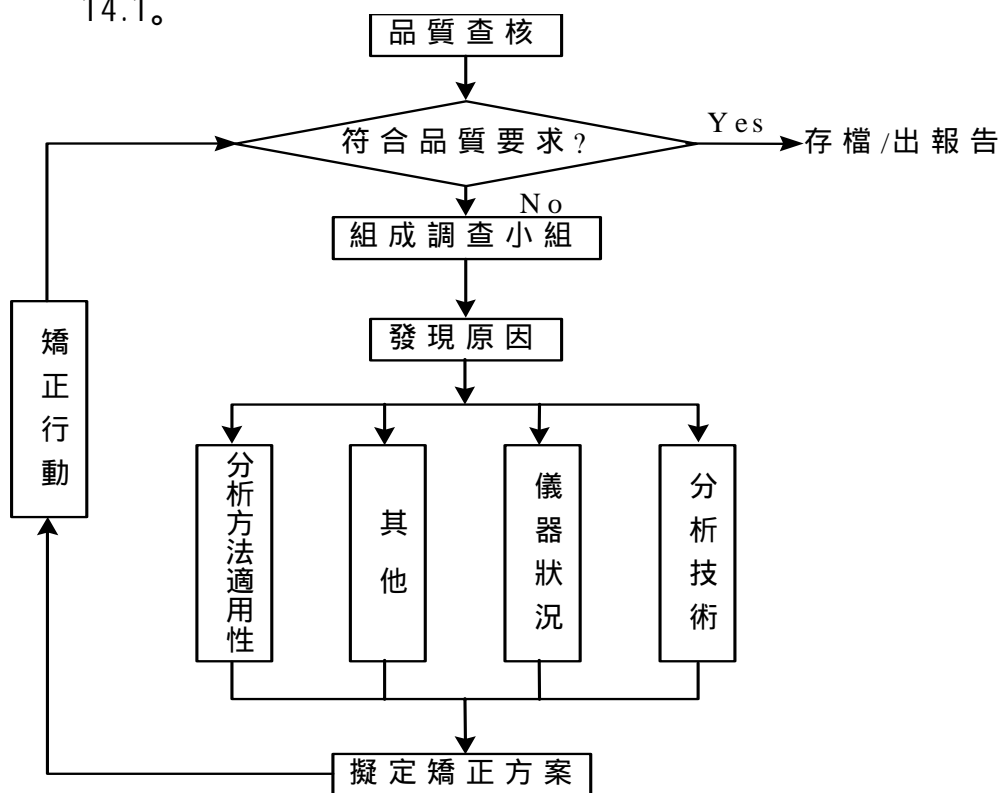 14.1。
品質查核
符合品質要求?
Yes
存檔/出報告
No
組成調查小組
發現原因
矯正行動
分析方法適用性
其他
儀器狀況
分析技術
擬定矯正方案